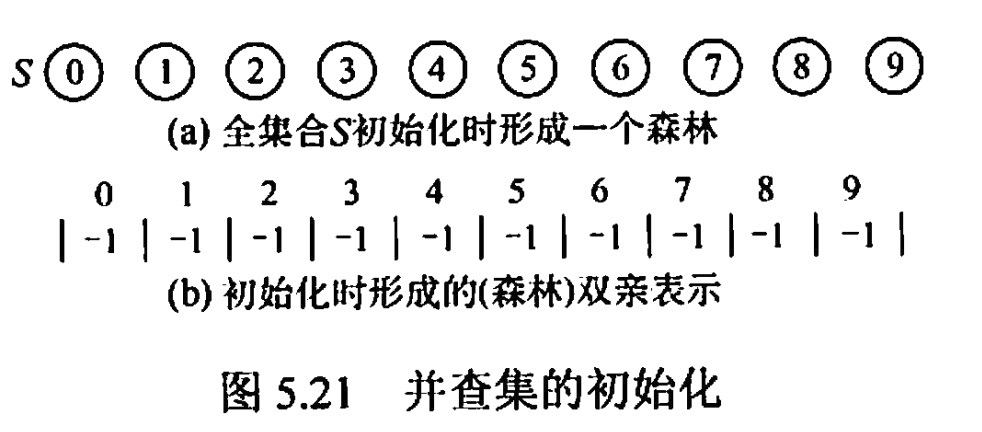 S 0 1 2 3 4 5 6 7 8 9
(a) 全集合S初始化时形成一个森林
0 1 2 3 4 5 6 7 8 9
| -1 | -1 | -1 | -1 | -1 | -1 | -1 | -1 | -1 | -1 |
(b) 初始化时形成的(森林)双亲表示
图 5.21 并查集的初始化